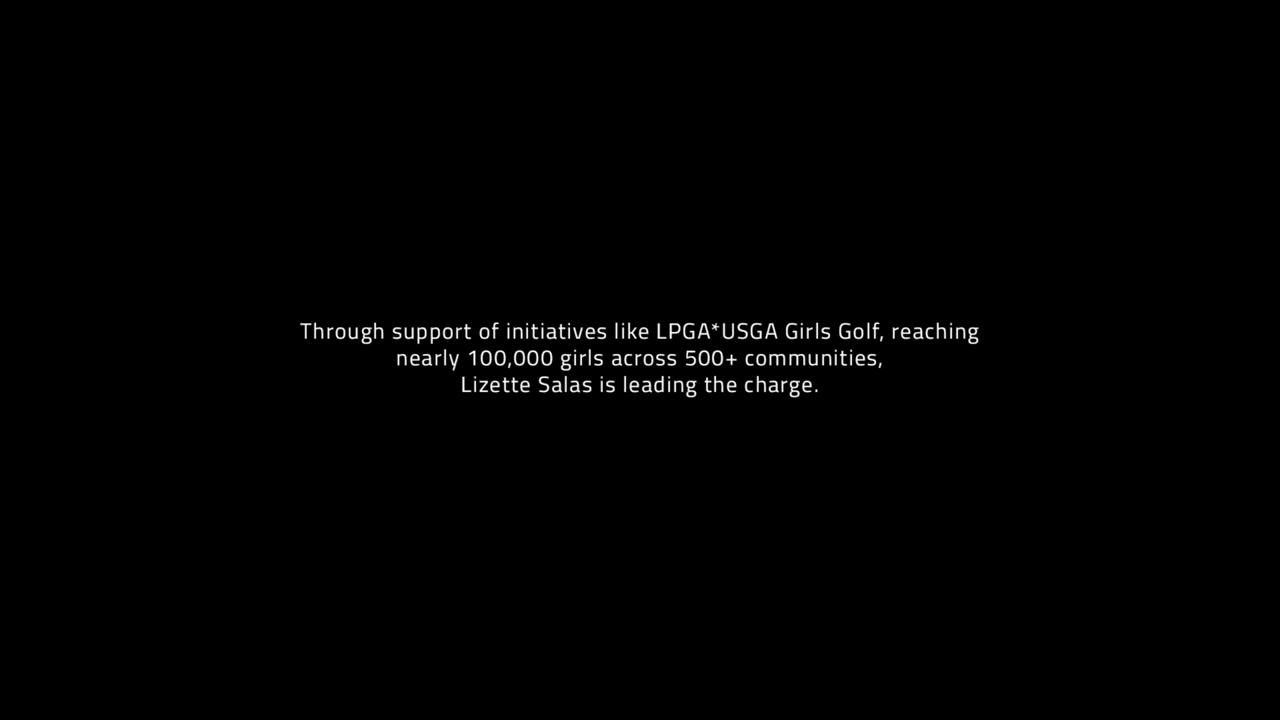 Through support of initiatives like LPGA*USGA Girls Golf, reaching
nearly 100,000 girls across 500+ communities,
Lizette Salas is leading the charge.